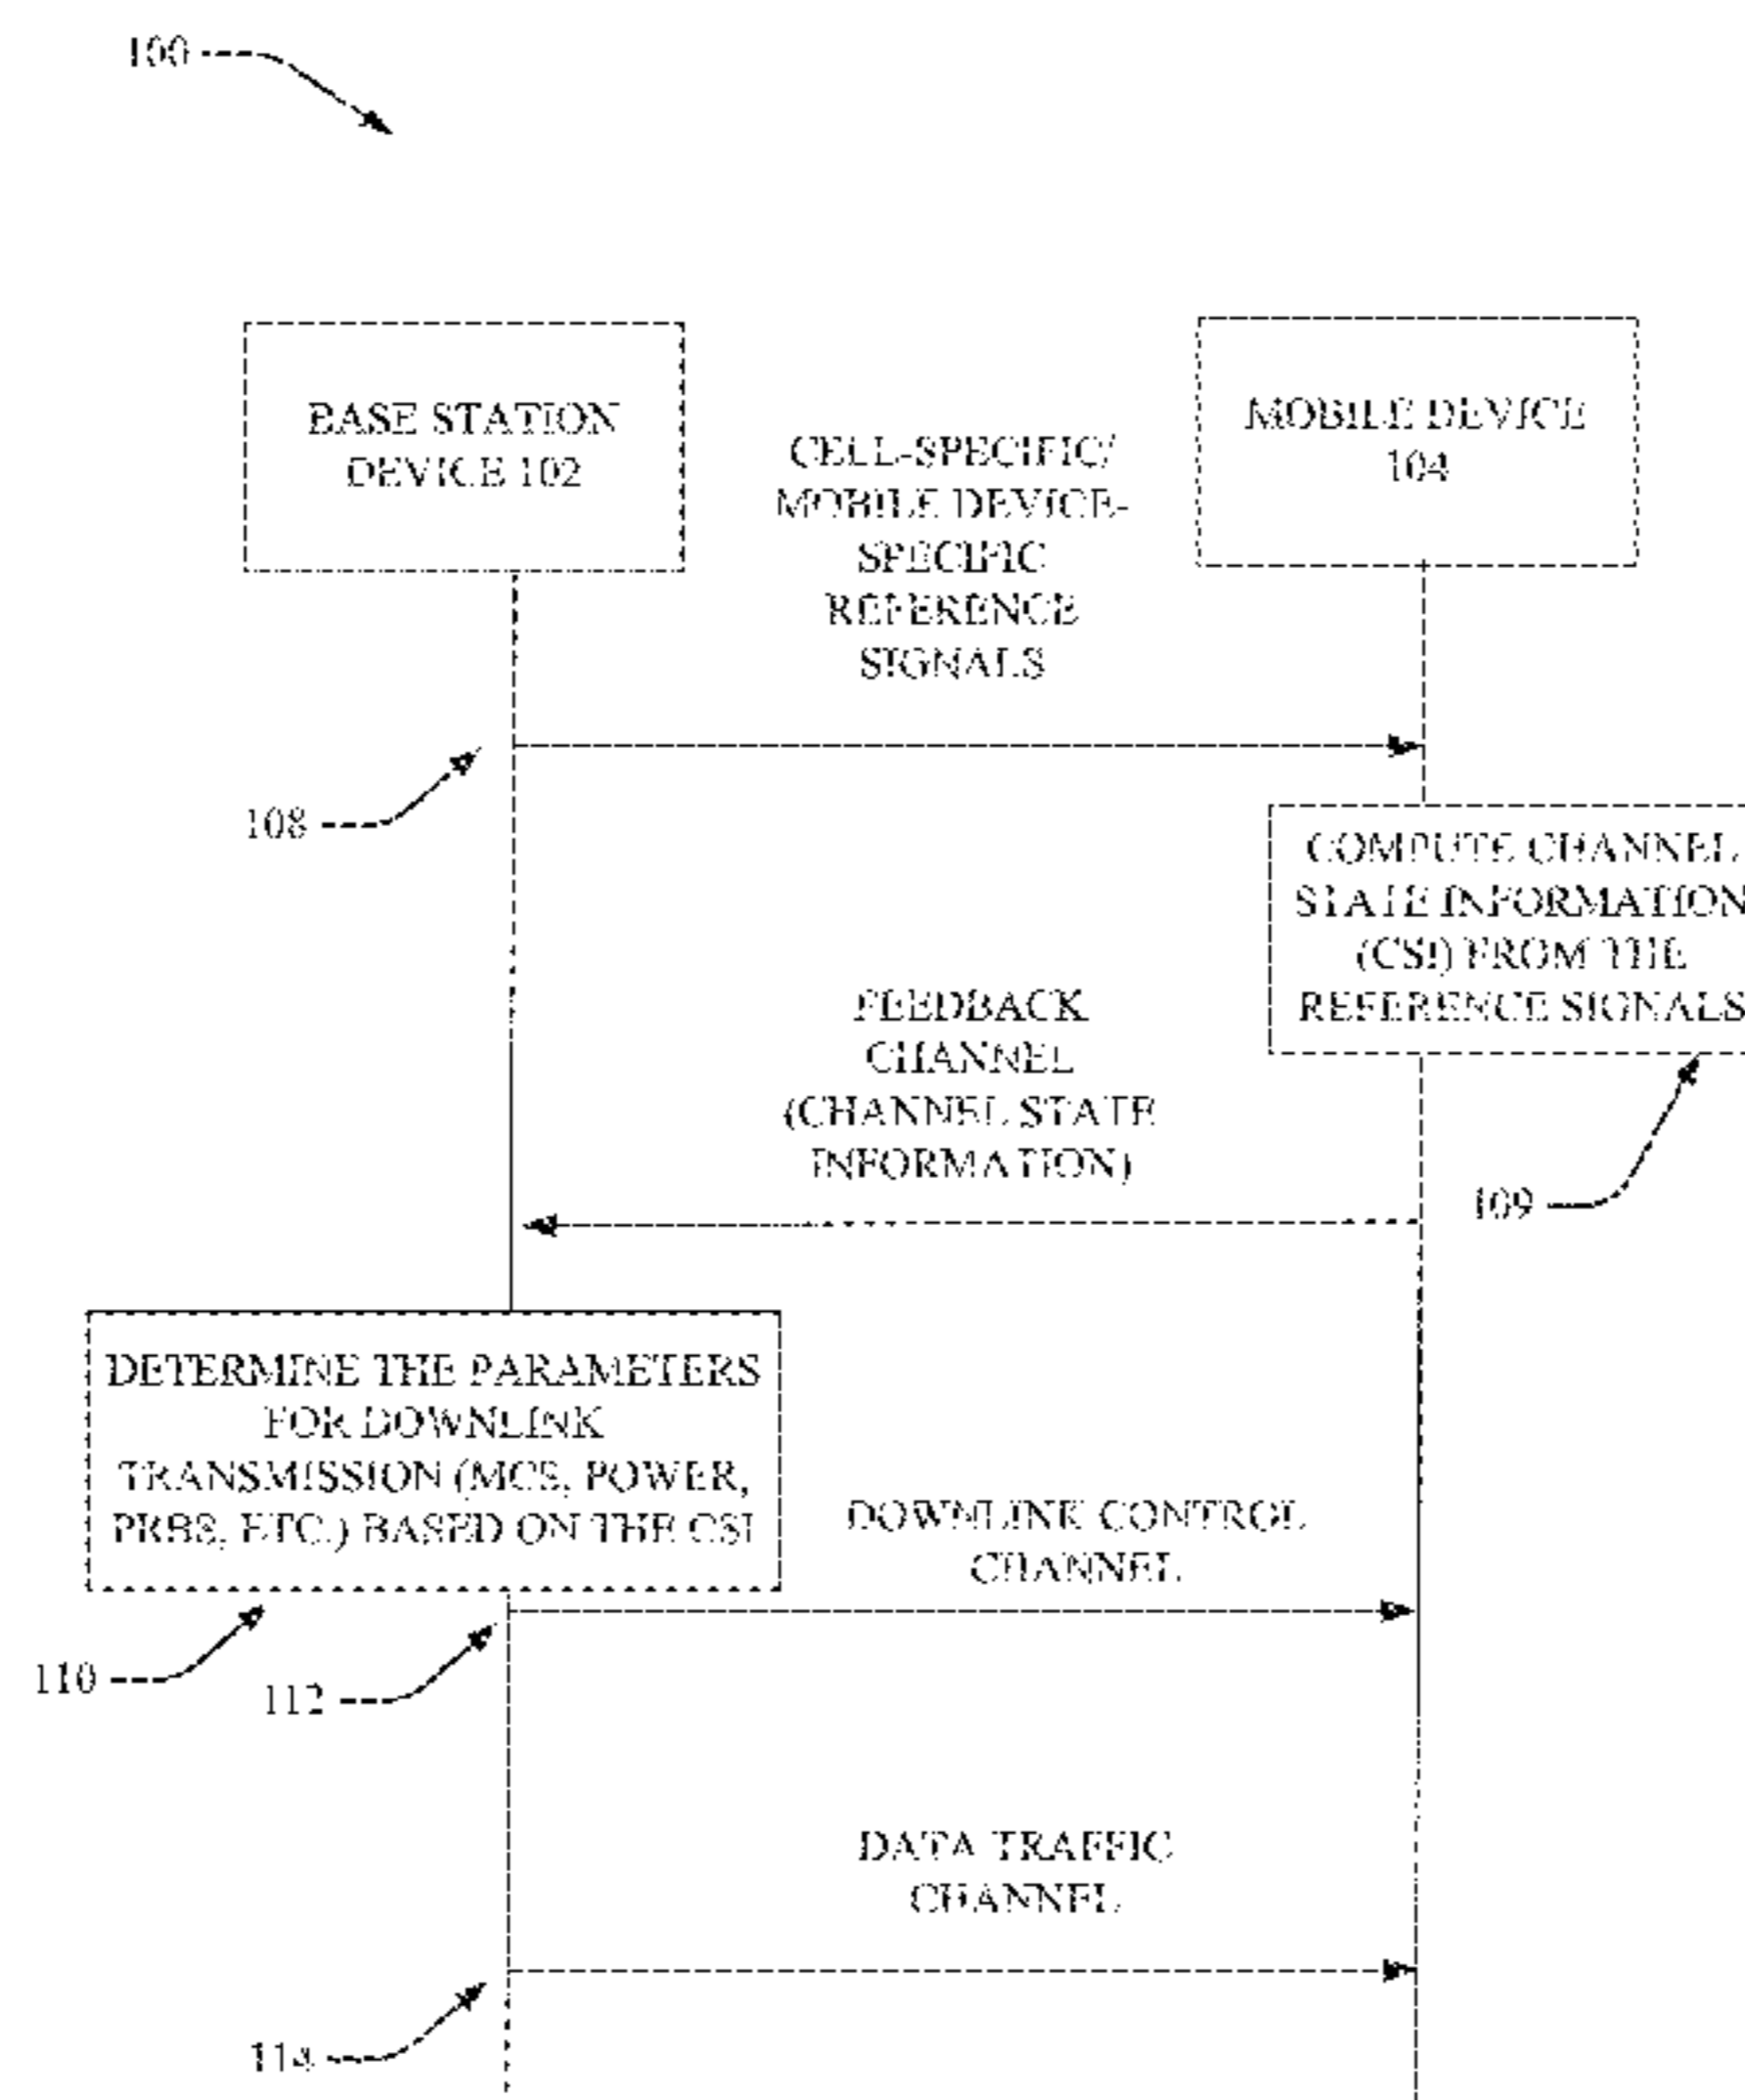 100
BASE STATION
DEVICE 102
MOBILE DEVICE
104
CELL-SPECIFIC/
MOBILE DEVICE-
SPECIFIC
REFERENCE
SIGNALS
108
COMPUTE CHANNEL
STATE INFORMATION
(CSI) FROM THE
REFERENCE SIGNALS
109
FEEDBACK
CHANNEL
(CHANNEL STATE
INFORMATION)
DETERMINE THE PARAMETERS
FOR DOWNLINK
TRANSMISSION (MCS, POWER,
PRBS, ETC.) BASED ON THE CSI
110
112
DOWNLINK CONTROL
CHANNEL
DATA TRAFFIC
CHANNEL
114